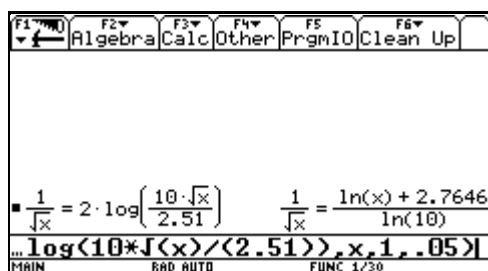 F1 F2 F3 F4 F5 F6
Algebra Calc Other PrgmIO Clean Up
1/√x = 2·log(10·√x/2.51) 1/√x = ln(x) + 2.7646/ln(10)
…log(10*√(x)/(2.51)),x,1,.05)
MAIN RAD AUTO FUNC 1/30